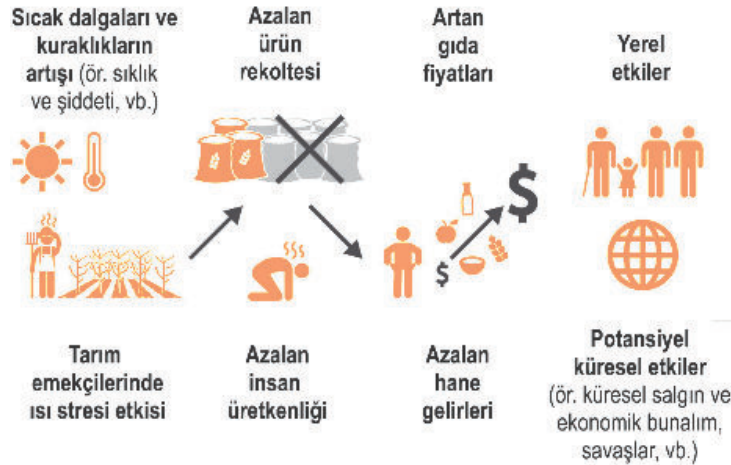 Sıcak dalgaları ve
kuraklıkların
artışı (ör. sıklık
ve şiddeti, vb.)
Azalan
ürün
rekoltesi
Artan
gıda
fiyatları
Yerel
etkiler
$
$
Tarım
emekçilerinde
ısı stresi etkisi
Azalan
insan
üretkenliği
Azalan
hane
gelirleri
Potansiyel
küresel etkiler
(ör. küresel salgın ve
ekonomik bunalım,
savaşlar, vb.)